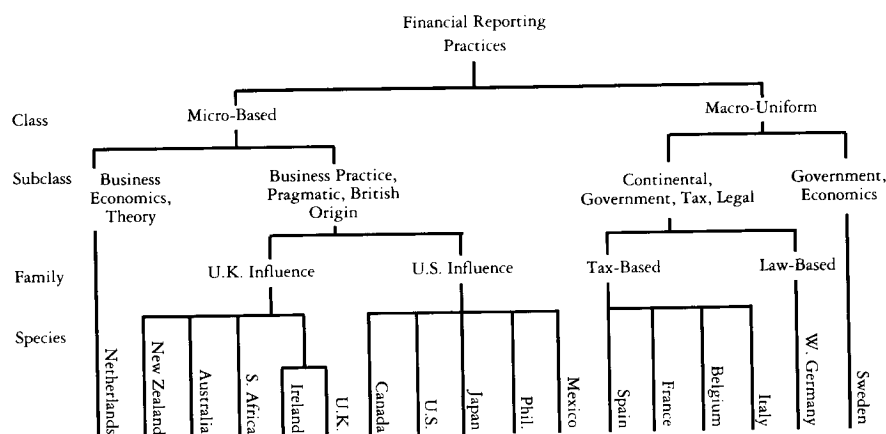 Financial Reporting
Practices
Class
Micro-Based
Macro-Uniform
Subclass
Business
Economics,
Theory
Business Practice,
Pragmatic, British
Origin
Continental,
Government, Tax, Legal
Government,
Economics
Family
U.K. Influence
U.S. Influence
Tax-Based
Law-Based
Species
Netherlands
New Zealand
Australia
S. Africa
Ireland
U.K.
Canada
U.S.
Japan
Phil.
Mexico
Spain
France
Belgium
Italy
W. Germany
Sweden